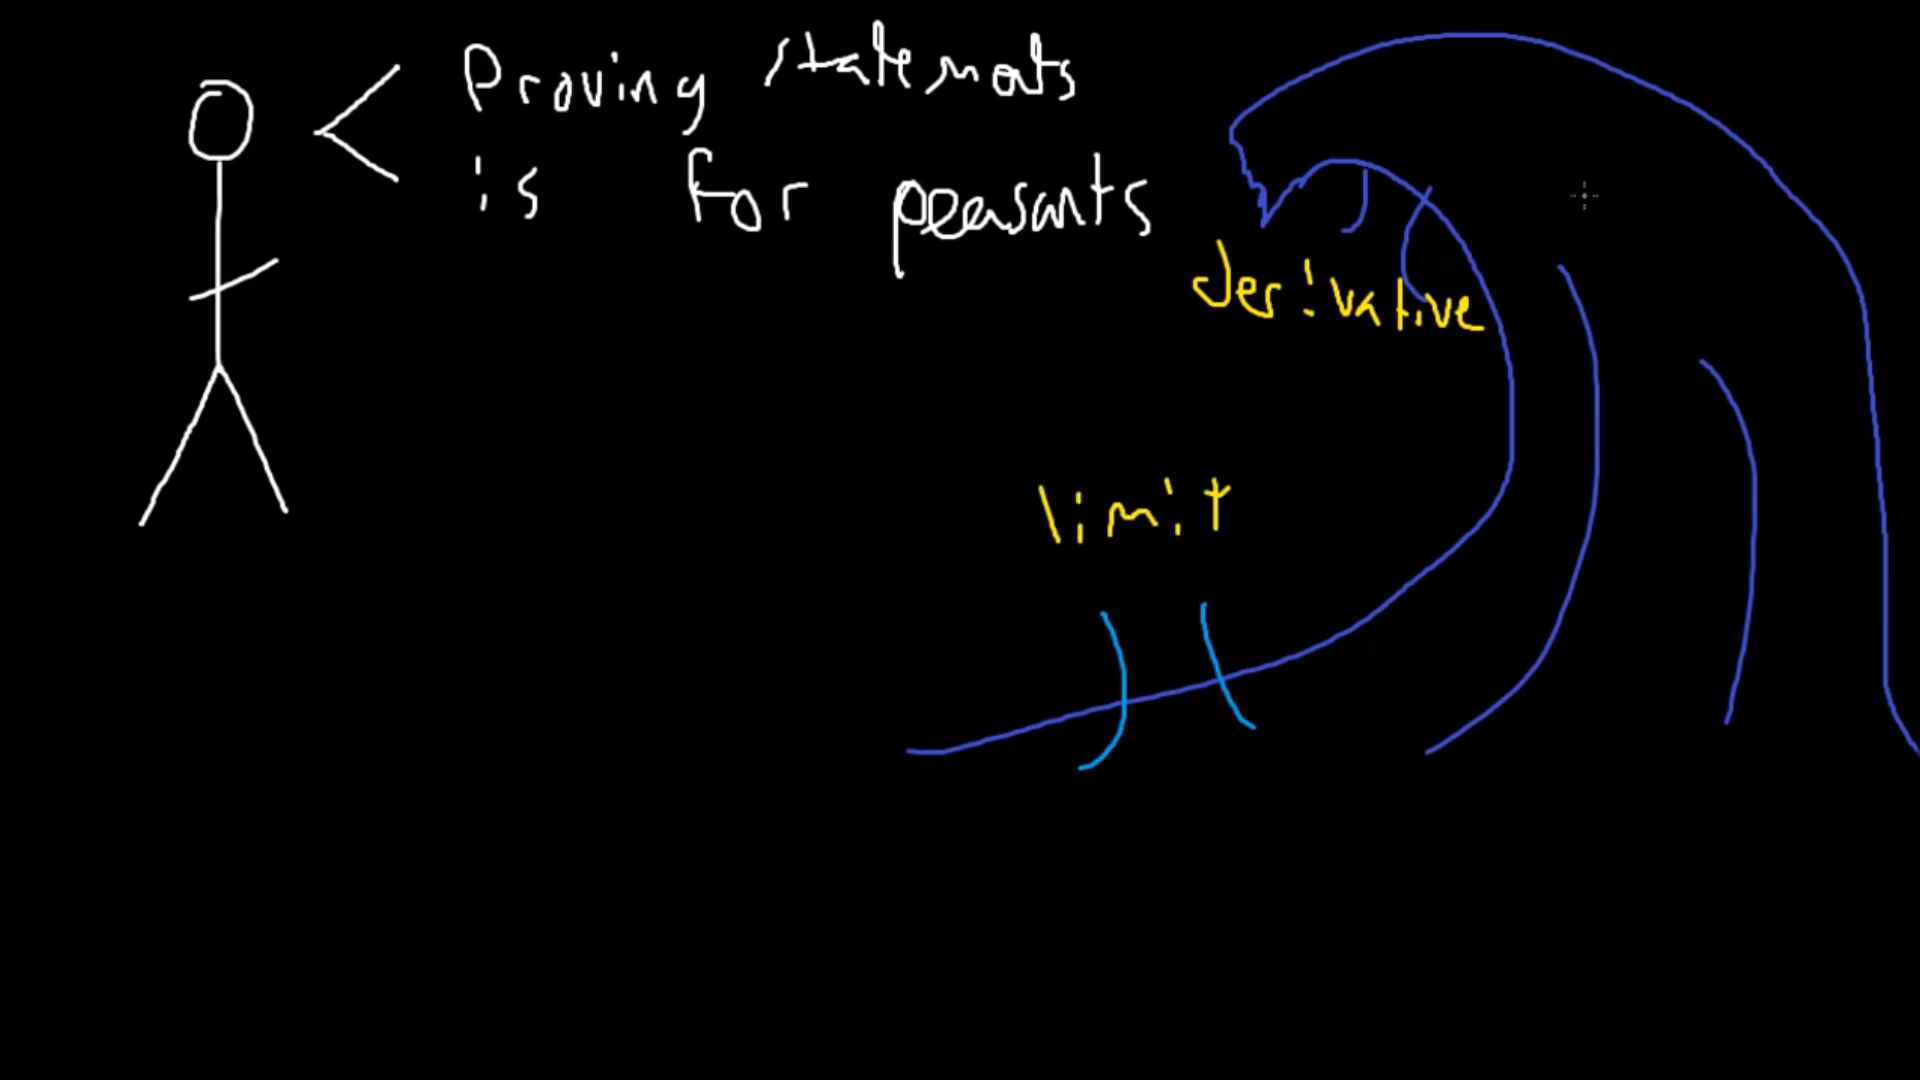 Proving statements
is for peasants
derivative
limit